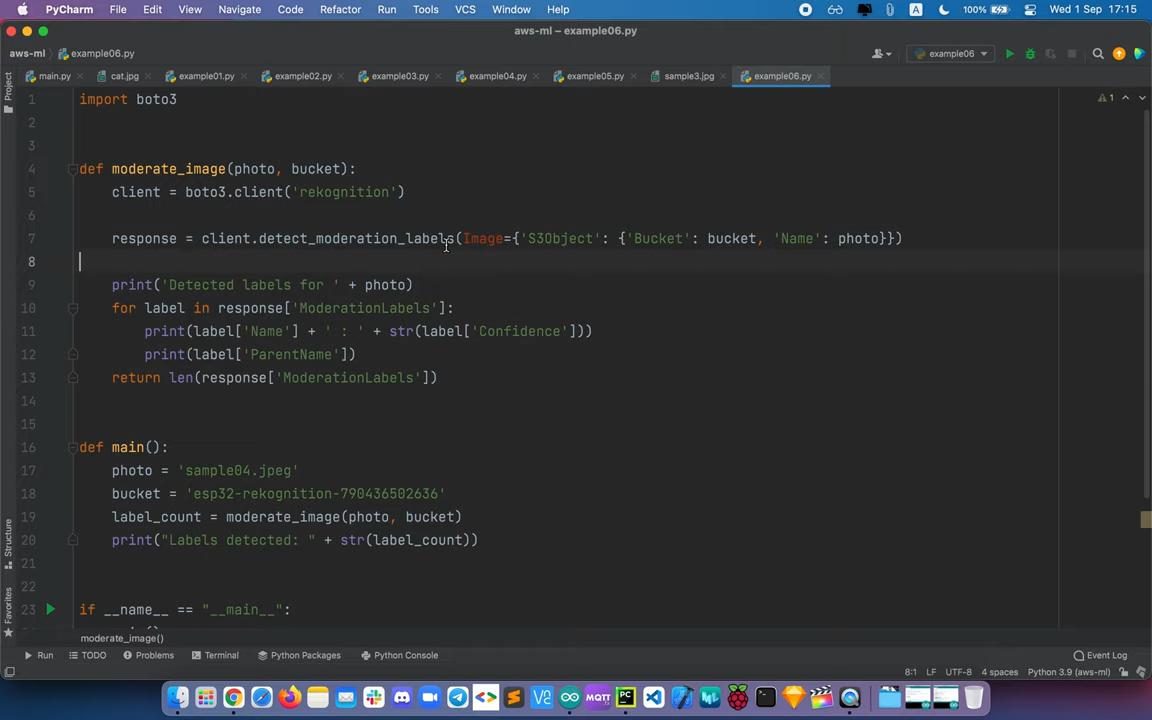 PyCharm File Edit View Navigate Code Refactor Run Tools VCS Window Help A 100% Wed 1 Sep 17:15
aws-ml – example06.py
aws-ml example06.py example06
main.py cat.jpg example01.py example02.py example03.py example04.py example05.py sample3.jpg example06.py
1 import boto3
1
2
3
4 def moderate_image(photo, bucket):
5 client = boto3.client('rekognition')
6
7 response = client.detect_moderation_labels(Image={'S3Object': {'Bucket': bucket, 'Name': photo}})
8
9 print('Detected labels for ' + photo)
10 for label in response['ModerationLabels']:
11 print(label['Name'] + ' : ' + str(label['Confidence']))
12 print(label['ParentName'])
13 return len(response['ModerationLabels'])
14
15
16 def main():
17 photo = 'sample04.jpeg'
18 bucket = 'esp32-rekognition-790436502636'
19 label_count = moderate_image(photo, bucket)
20 print("Labels detected: " + str(label_count))
21
22
23 if __name__ == "__main__":
moderate_image()
Project
Structure
Favorites
Run TODO Problems Terminal Python Packages Python Console Event Log
8:1 LF UTF-8 4 spaces Python 3.9 (aws-ml)
VC MQTT PC